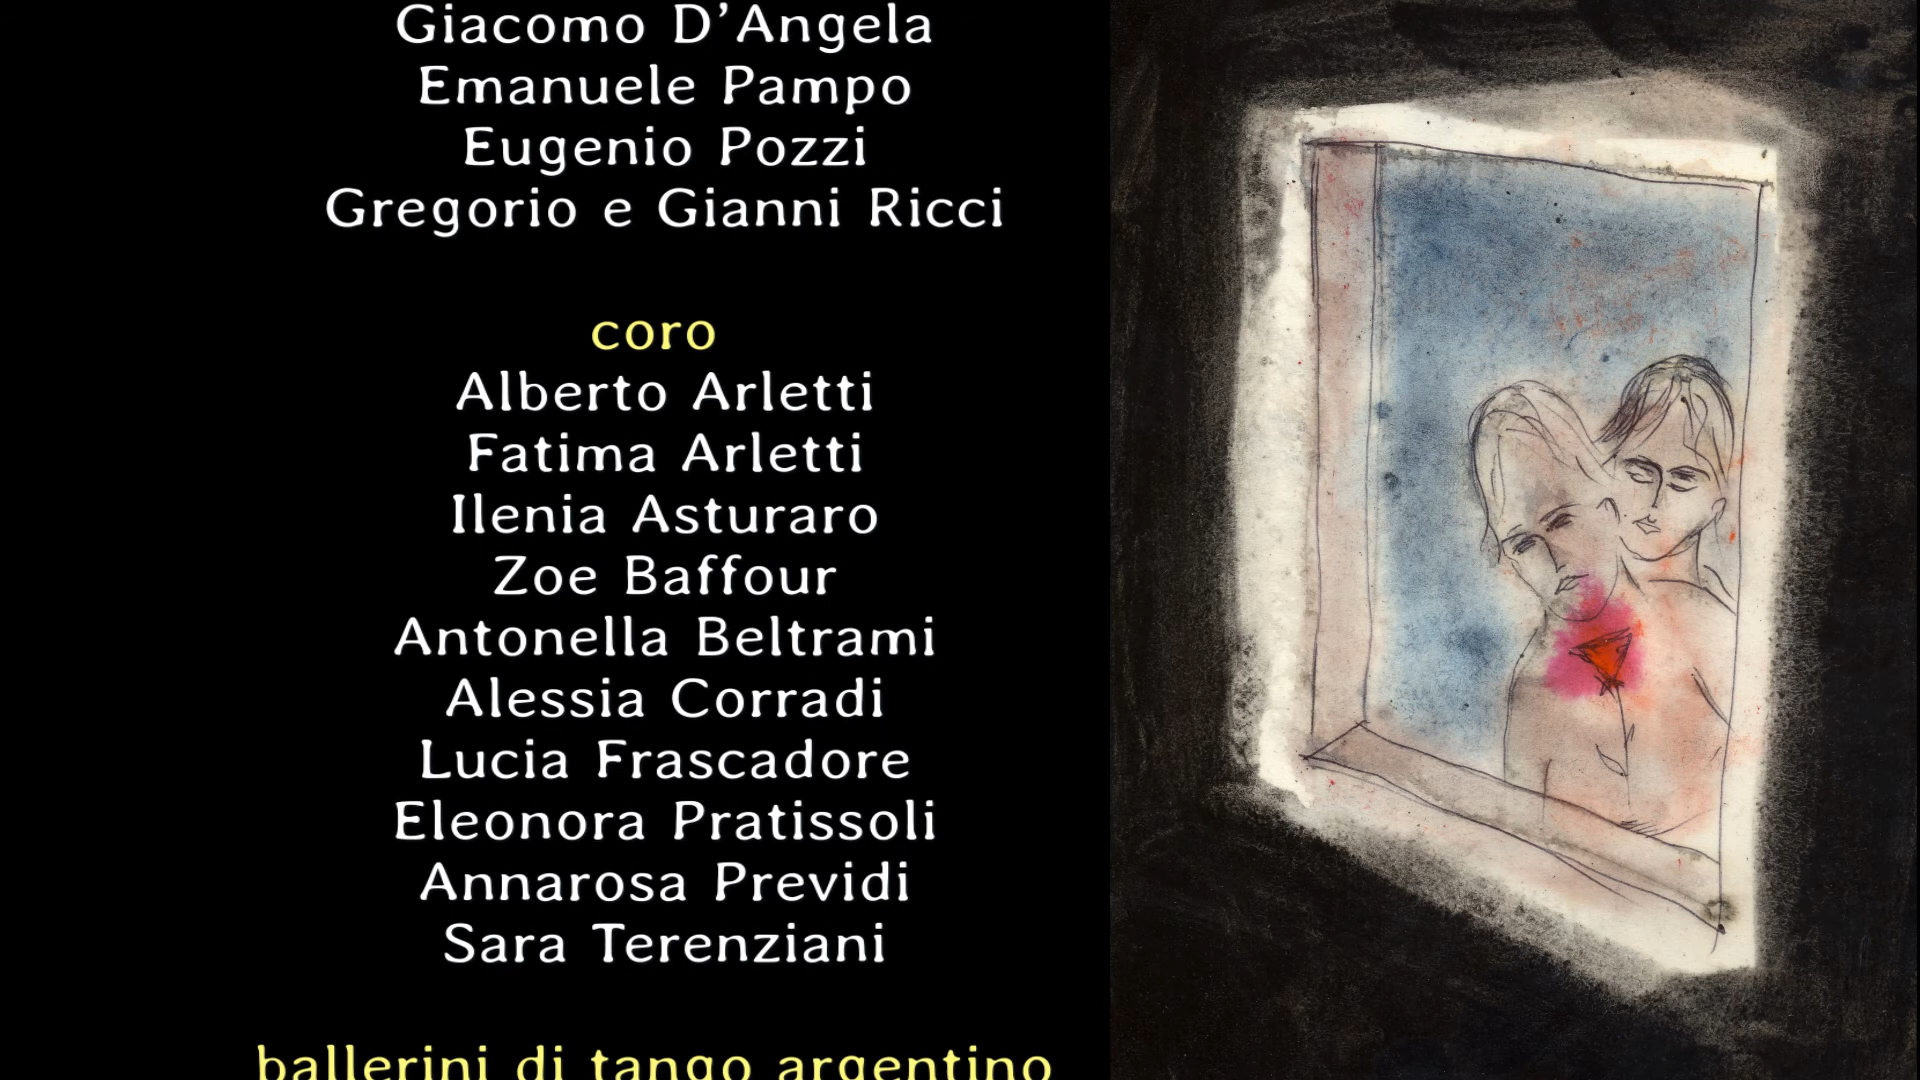 Giacomo D’Angela
Emanuele Pampo
Eugenio Pozzi
Gregorio e Gianni Ricci
coro
Alberto Arletti
Fatima Arletti
Ilenia Asturaro
Zoe Baffour
Antonella Beltrami
Alessia Corradi
Lucia Frascadore
Eleonora Pratissoli
Annarosa Previdi
Sara Terenziani
ballerini di tango argentino